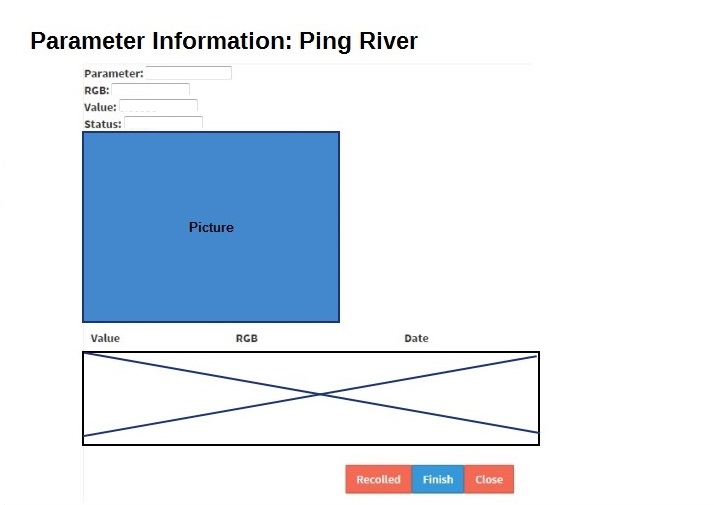 Parameter Information: Ping River
Parameter:
RGB:
Value:
Status:
Picture
Value RGB Date
Recolled Finish Close